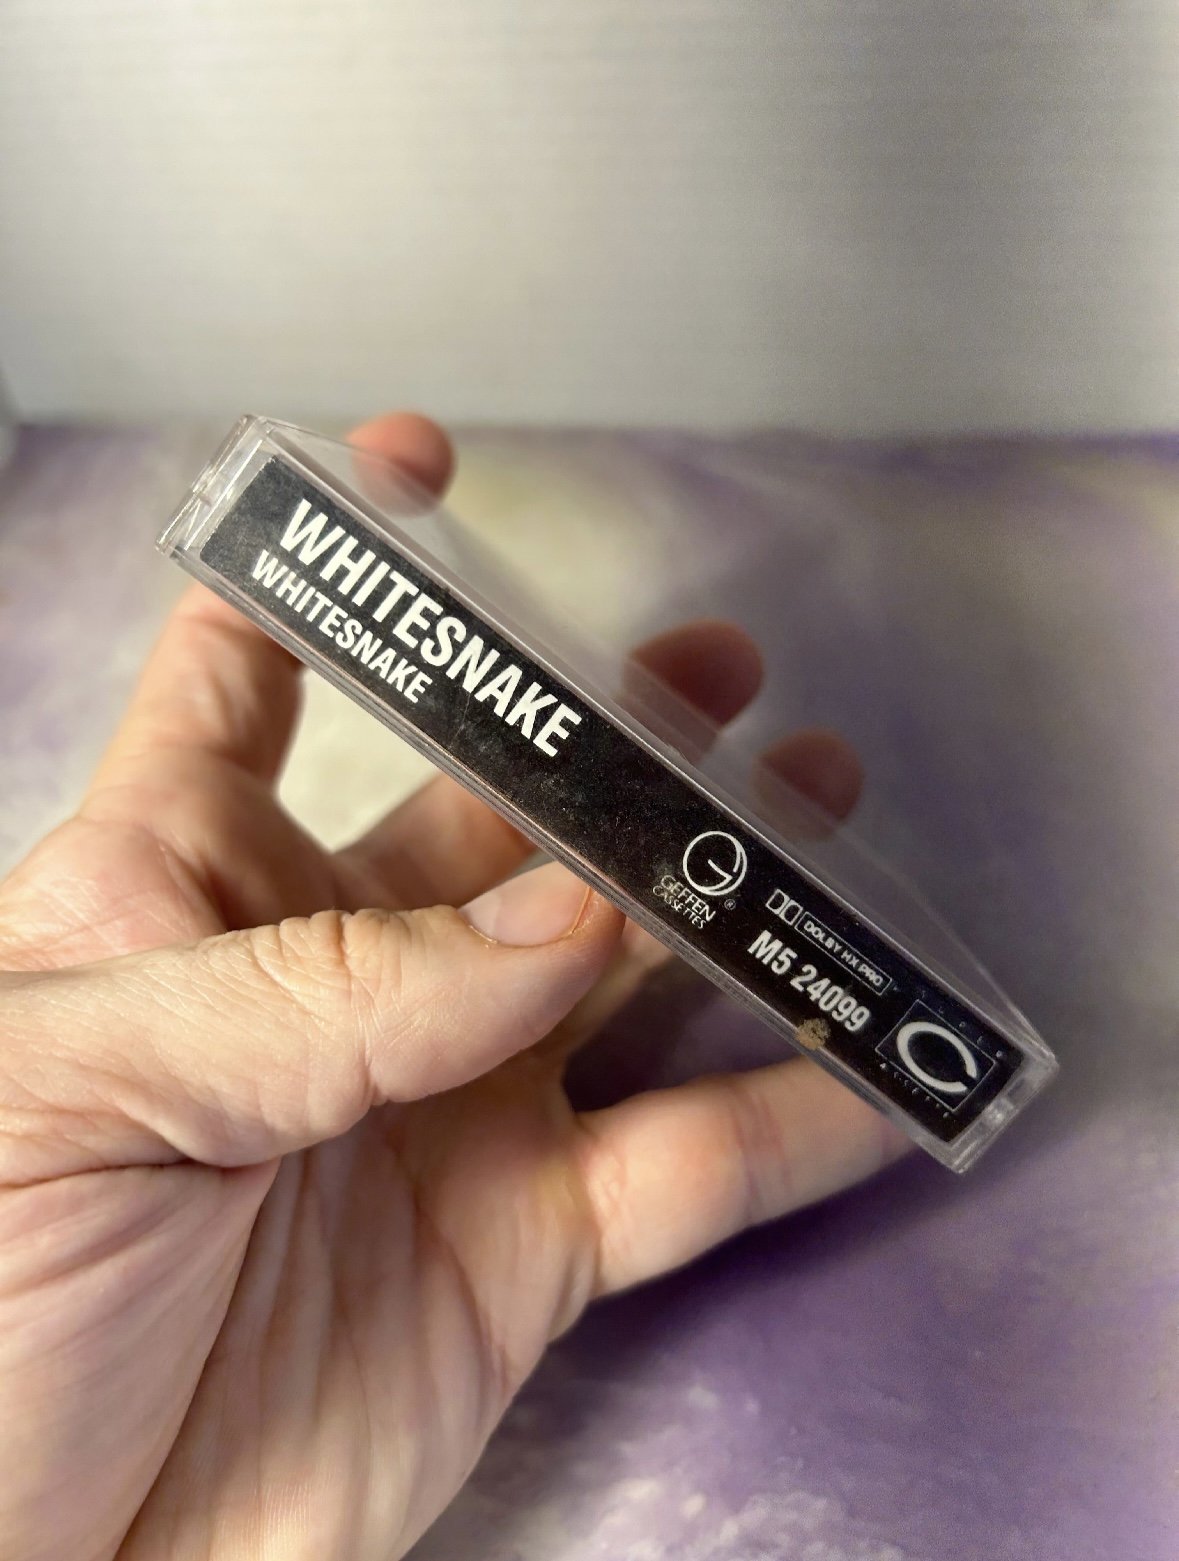 WHITESNAKE
WHITESNAKE
GEFFEN
CASSETTES
®
DOLBY HX PRO
M5 24099
C